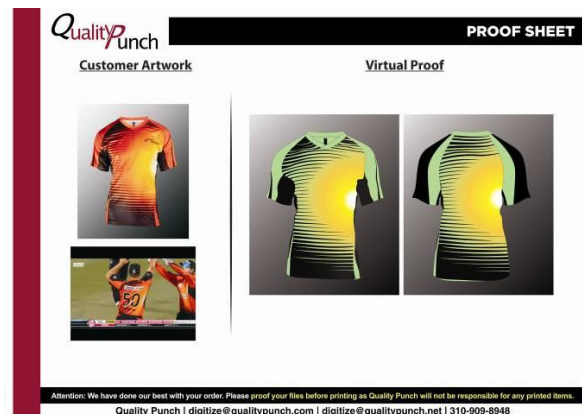 Quality Punch
PROOF SHEET
Customer Artwork
Virtual Proof
50
Attention: We have done our best with your order. Please proof your files before printing as Quality Punch will not be responsible for any printed items.
Quality Punch | digitize@qualitypunch.com | digitize@qualitypunch.net | 310-909-8948